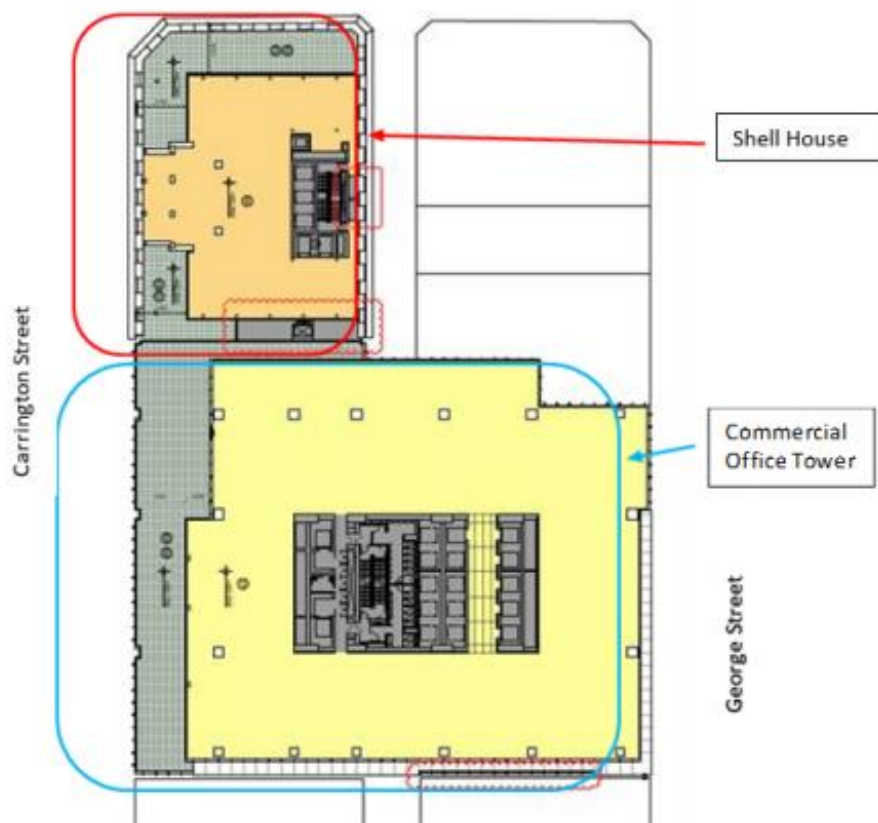 Shell House
Carrington Street
Commercial
Office Tower
George Street